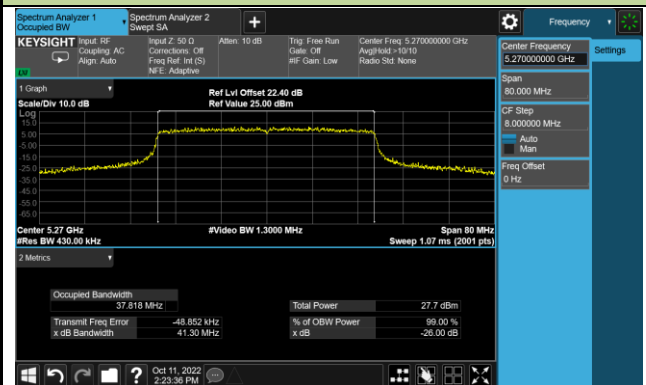 Spectrum Analyzer 1
Occupied BW
Spectrum Analyzer 2
Swept SA
+
Frequency
KEYSIGHT
Input: RF
Coupling: AC
Align: Auto
Input Z: 50 Ω
Corrections: Off
Freq Ref: Int (S)
NFE: Adaptive
Atten: 10 dB
Trig: Free Run
Gate: Off
#IF Gain: Low
Center Freq: 5.270000000 GHz
Avg|Hold:>10/10
Radio Std: None
Center Frequency
5.270000000 GHz
Settings
Span
80.000 MHz
CF Step
8.000000 MHz
Auto
Man
Freq Offset
0 Hz
1 Graph
Scale/Div 10.0 dB
Ref Lvl Offset 22.40 dB
Ref Value 25.00 dBm
Log
15.0
5.00
-5.00
-15.0
-25.0
-35.0
-45.0
-55.0
-65.0
Center 5.27 GHz
#Video BW 1.3000 MHz
Span 80 MHz
#Res BW 430.00 kHz
Sweep 1.07 ms (2001 pts)
2 Metrics
Occupied Bandwidth
37.818 MHz
Total Power
27.7 dBm
Transmit Freq Error
-48.852 kHz
% of OBW Power
99.00 %
x dB Bandwidth
41.30 MHz
x dB
-26.00 dB
Oct 11, 2022
2:23:36 PM